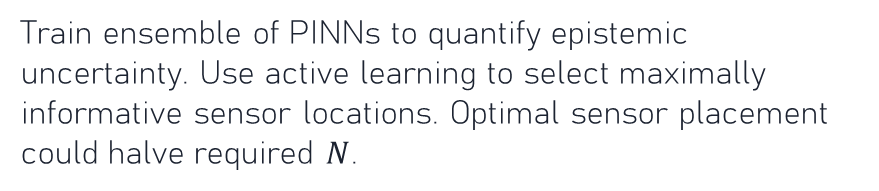 Train ensemble of PINNs to quantify epistemic
uncertainty. Use active learning to select maximally
informative sensor locations. Optimal sensor placement
could halve required N.